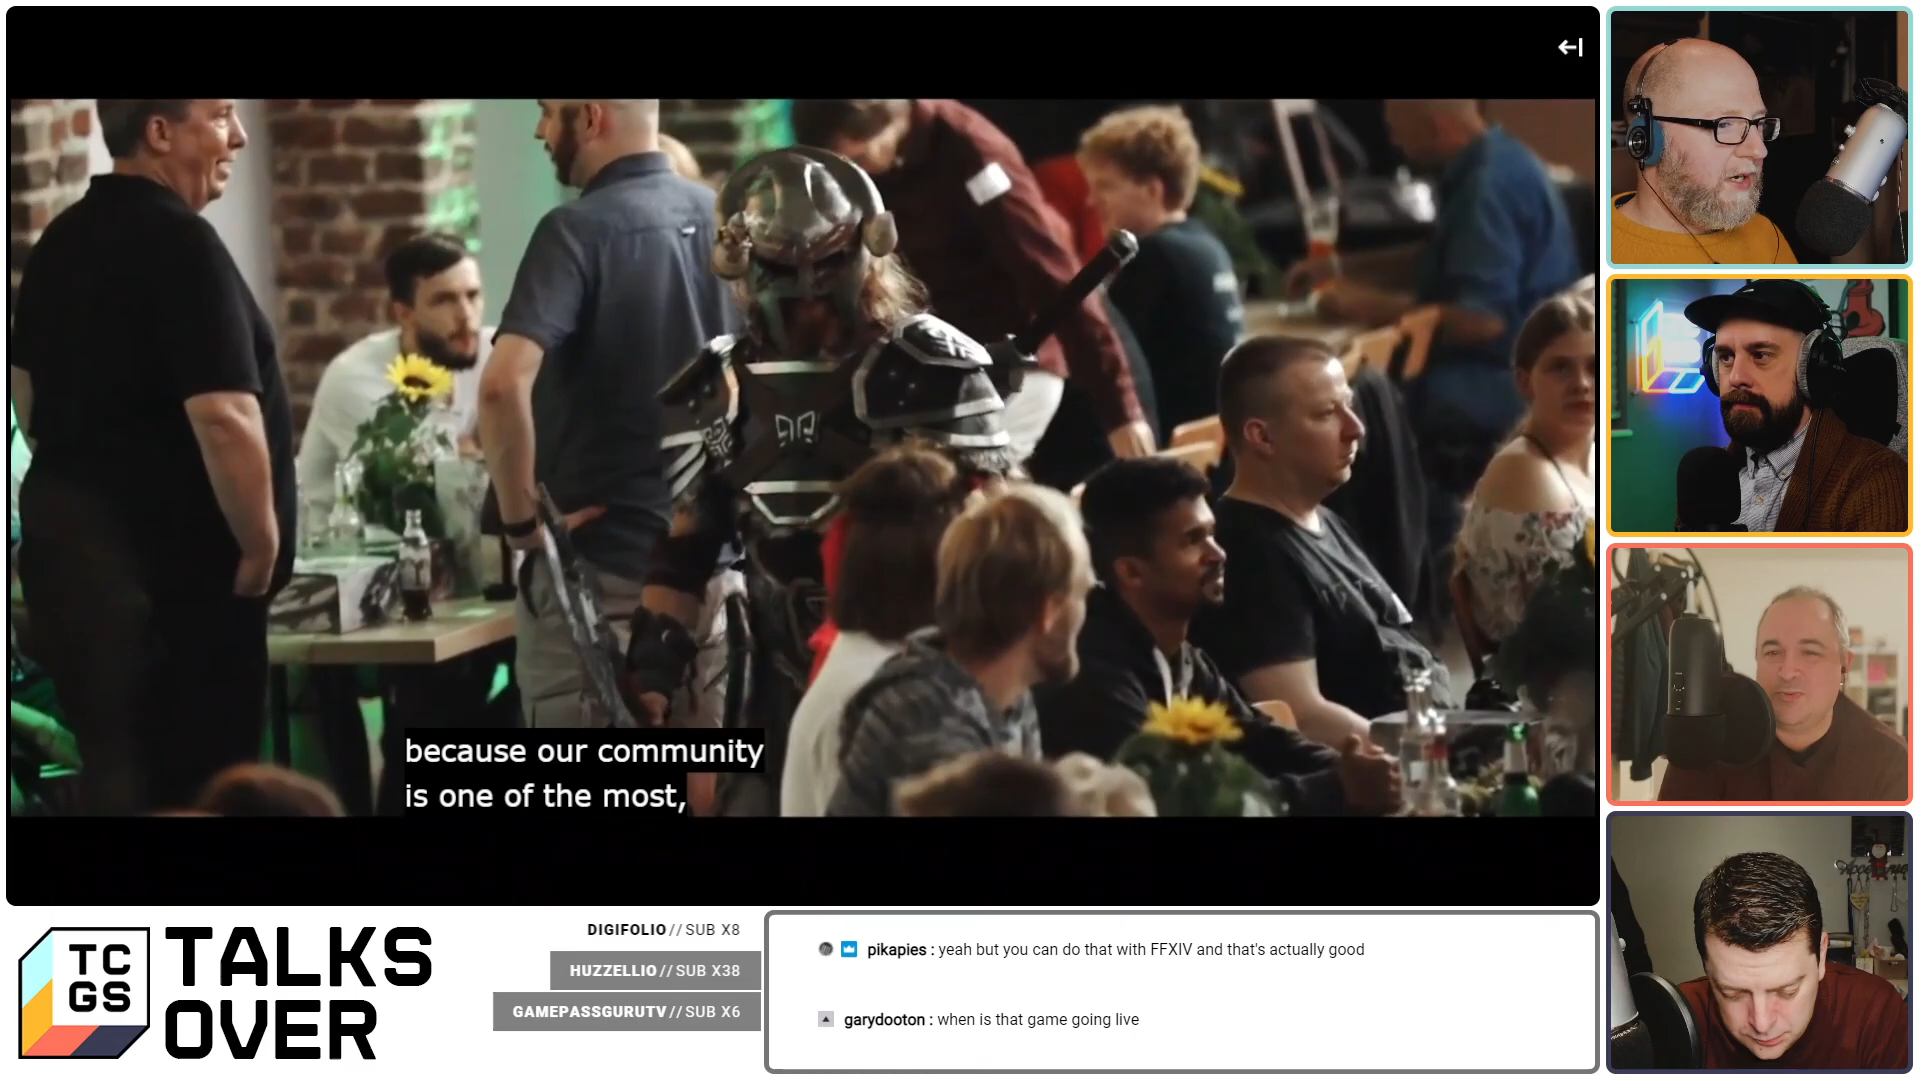 because our community
is one of the most,
TC
GS
TALKS
OVER
DIGIFOLIO // SUB X8
HUZZELLIO // SUB X38
GAMEPASSGURUTV // SUB X6
pikapies : yeah but you can do that with FFXIV and that's actually good
garydooton : when is that game going live